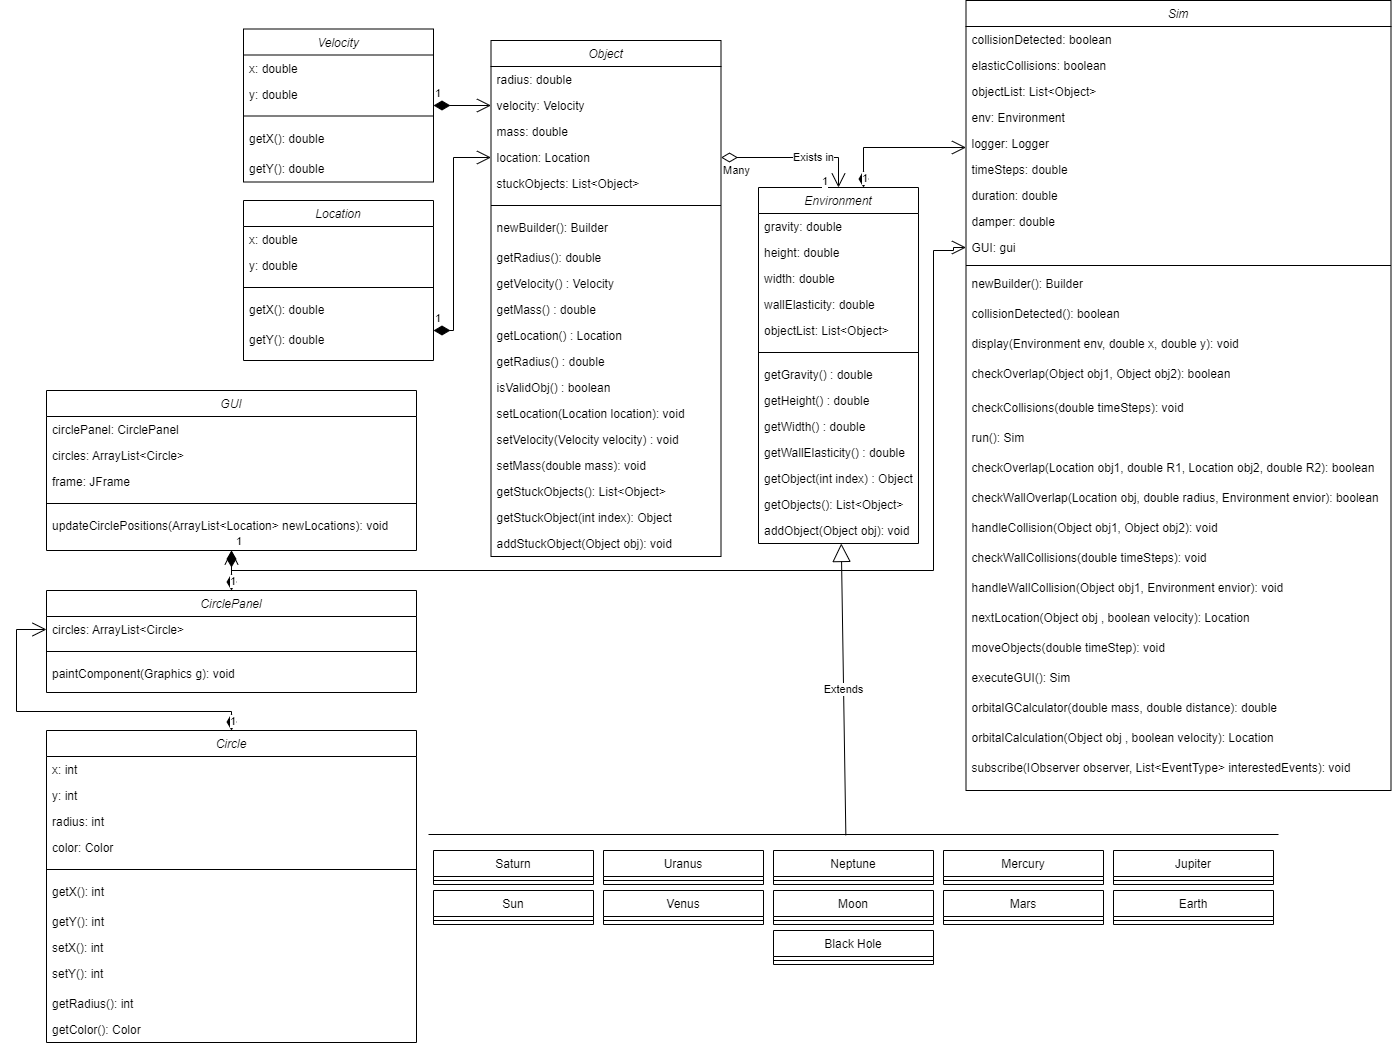 Velocity
x: double
y: double
getX(): double
getY(): double
1
Location
x: double
y: double
getX(): double
getY(): double
1
Object
radius: double
velocity: Velocity
mass: double
location: Location
stuckObjects: List<Object>
newBuilder(): Builder
getRadius(): double
getVelocity() : Velocity
getMass() : double
getLocation() : Location
getRadius() : double
isValidObj() : boolean
setLocation(Location location): void
setVelocity(Velocity velocity) : void
setMass(double mass): void
getStuckObjects(): List<Object>
getStuckObject(int index): Object
addStuckObject(Object obj): void
Exists in
Many
1
1
Environment
gravity: double
height: double
width: double
wallElasticity: double
objectList: List<Object>
getGravity() : double
getHeight() : double
getWidth() : double
getWallElasticity() : double
getObject(int index) : Object
getObjects(): List<Object>
addObject(Object obj): void
Sim
collisionDetected: boolean
elasticCollisions: boolean
objectList: List<Object>
env: Environment
logger: Logger
timeSteps: double
duration: double
damper: double
GUI: gui
newBuilder(): Builder
collisionDetected(): boolean
display(Environment env, double x, double y): void
checkOverlap(Object obj1, Object obj2): boolean
checkCollisions(double timeSteps): void
run(): Sim
checkOverlap(Location obj1, double R1, Location obj2, double R2): boolean
checkWallOverlap(Location obj, double radius, Environment envior): boolean
handleCollision(Object obj1, Object obj2): void
checkWallCollisions(double timeSteps): void
handleWallCollision(Object obj1, Environment envior): void
nextLocation(Object obj , boolean velocity): Location
moveObjects(double timeStep): void
executeGUI(): Sim
orbitalGCalculator(double mass, double distance): double
orbitalCalculation(Object obj , boolean velocity): Location
subscribe(IObserver observer, List<EventType> interestedEvents): void
GUI
circlePanel: CirclePanel
circles: ArrayList<Circle>
frame: JFrame
updateCirclePositions(ArrayList<Location> newLocations): void
1
1
CirclePanel
circles: ArrayList<Circle>
paintComponent(Graphics g): void
1
Circle
x: int
y: int
radius: int
color: Color
getX(): int
getY(): int
setX(): int
setY(): int
getRadius(): int
getColor(): Color
Extends
Saturn
Uranus
Neptune
Mercury
Jupiter
Sun
Venus
Moon
Mars
Earth
Black Hole